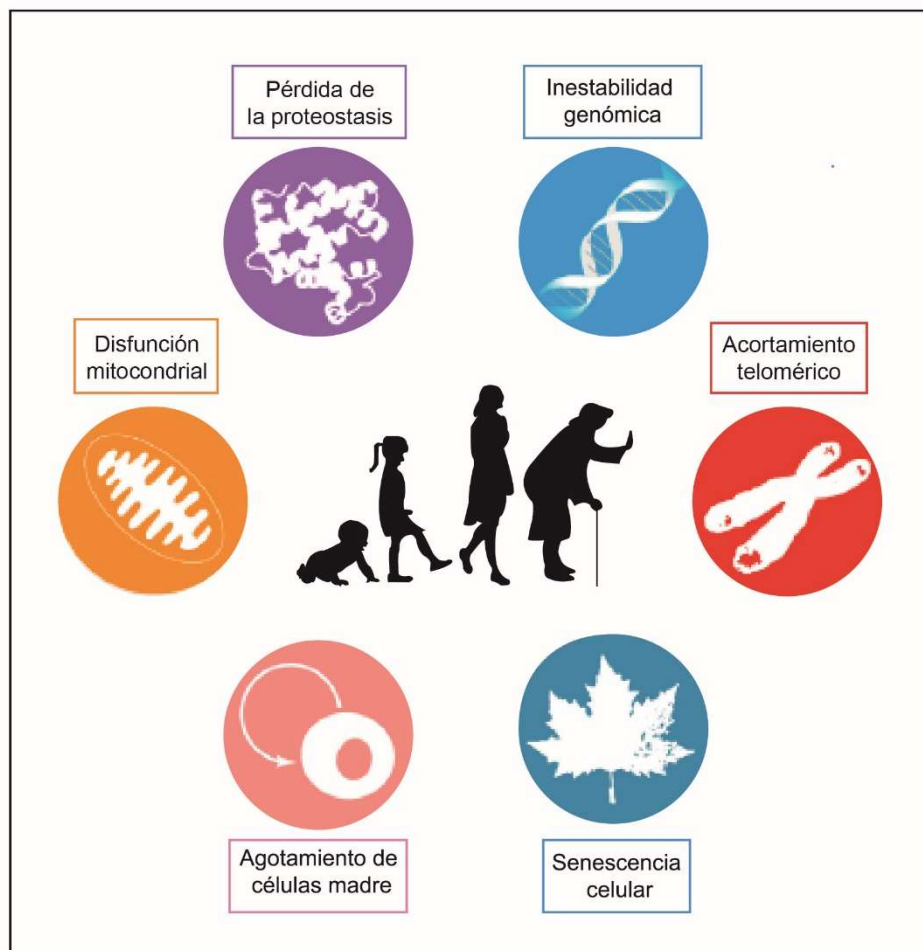 Pérdida de
la proteostasis
Inestabilidad
genómica
Disfunción
mitocondrial
Acortamiento
telomérico
Agotamiento de
células madre
Senescencia
celular